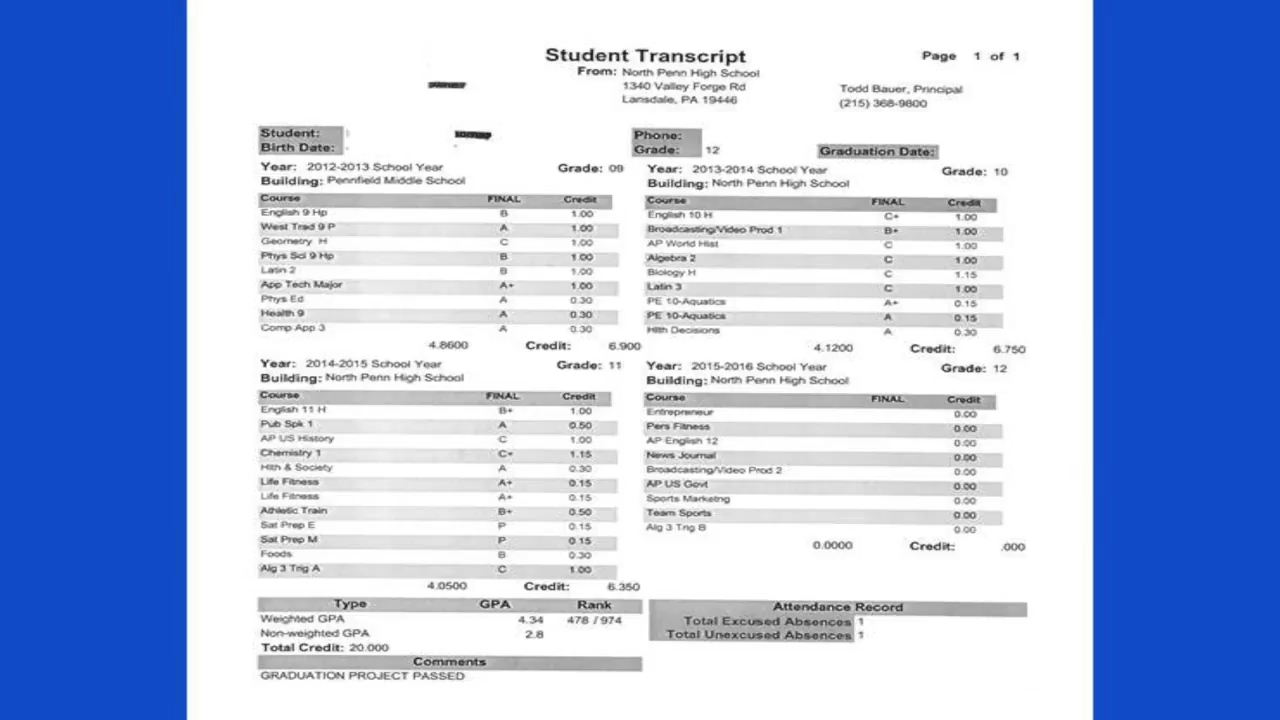 Student Transcript
Page 1 of 1
From: North Penn High School
1340 Valley Forge Rd
Lansdale, PA 19446
Todd Bauer, Principal
(215) 368-9800
Student:
Birth Date:
Phone:
Grade: 12
Graduation Date:
Year: 2012-2013 School Year Grade: 09
Building: Pennfield Middle School
Course FINAL Credit
English 9 Hp B 1.00
West Trad 9 P A 1.00
Geometry H C 1.00
Phys Sci 9 Hp B 1.00
Latin 2 B 1.00
App Tech Major A+ 1.00
Phys Ed A 0.30
Health 9 A 0.30
Comp App 3 A 0.30
4.8600 Credit: 6.900
Year: 2013-2014 School Year Grade: 10
Building: North Penn High School
Course FINAL Credit
English 10 H C+ 1.00
Broadcasting/Video Prod 1 B+ 1.00
AP World Hist C 1.00
Algebra 2 C 1.00
Biology H C 1.15
Latin 3 C 1.00
PE 10-Aquatics A+ 0.15
PE 10-Aquatics A 0.15
Hlth Decisions A 0.30
4.1200 Credit: 6.750
Year: 2014-2015 School Year Grade: 11
Building: North Penn High School
Course FINAL Credit
English 11 H B+ 1.00
Pub Spk 1 A 0.50
AP US History C 1.00
Chemistry 1 C+ 1.15
Hlth & Society A 0.30
Life Fitness A+ 0.15
Life Fitness A+ 0.15
Athletic Train B+ 0.50
Sat Prep E P 0.15
Sat Prep M P 0.15
Foods B 0.30
Alg 3 Trig A C 1.00
4.0500 Credit: 6.350
Year: 2015-2016 School Year Grade: 12
Building: North Penn High School
Course FINAL Credit
Entrepreneur 0.00
Pers Fitness 0.00
AP English 12 0.00
News Journal 0.00
Broadcasting/Video Prod 2 0.00
AP US Govt 0.00
Sports Marketng 0.00
Team Sports 0.00
Alg 3 Trig B 0.00
0.0000 Credit: .000
Type GPA Rank
Weighted GPA 4.34 478 / 974
Non-weighted GPA 2.8
Total Credit: 20.000
Comments
GRADUATION PROJECT PASSED
Attendance Record
Total Excused Absences 1
Total Unexcused Absences 1